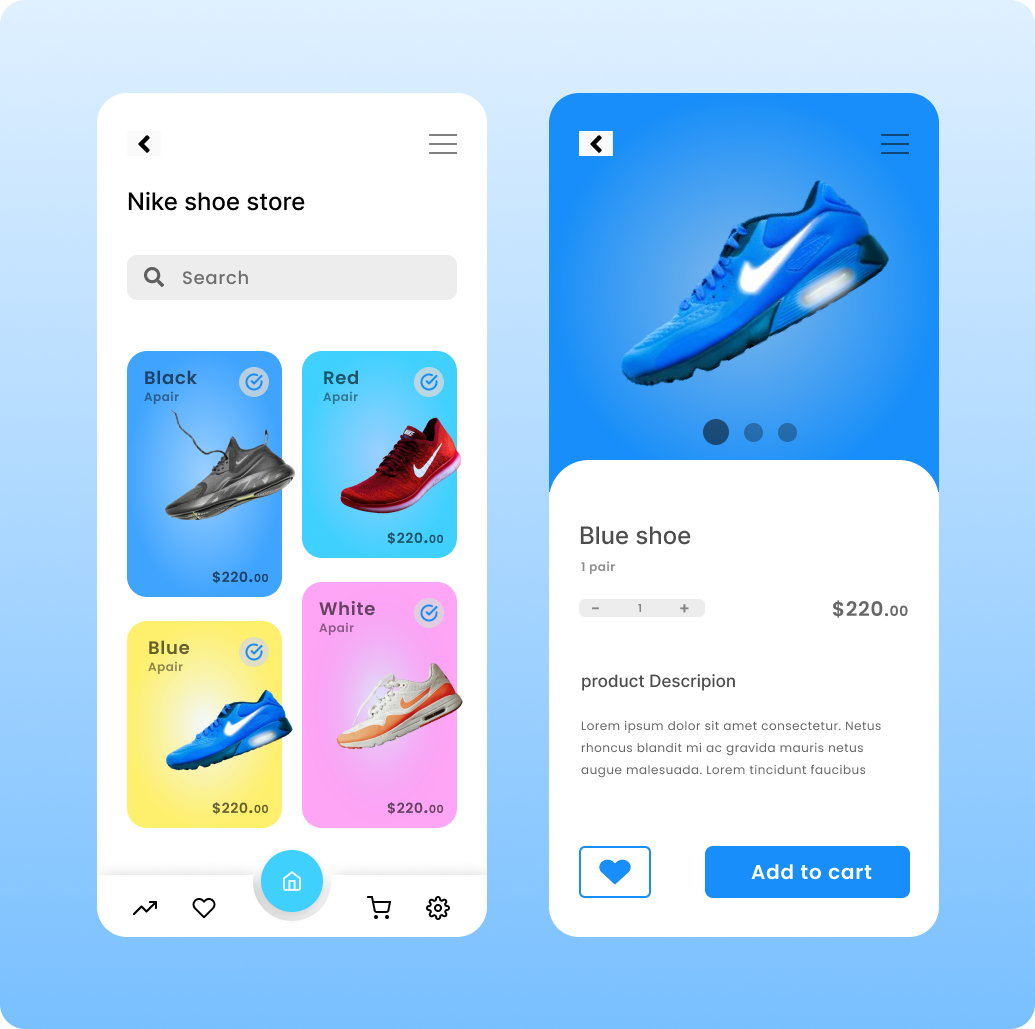 Nike shoe store
Search
Black
Apair
$220.00
Red
Apair
$220.00
Blue
Apair
$220.00
White
Apair
$220.00
Blue shoe
1 pair
- 1 +
$220.00
product Descripion
Lorem ipsum dolor sit amet consectetur. Netus
rhoncus blandit mi ac gravida mauris netus
augue malesuada. Lorem tincidunt faucibus
Add to cart